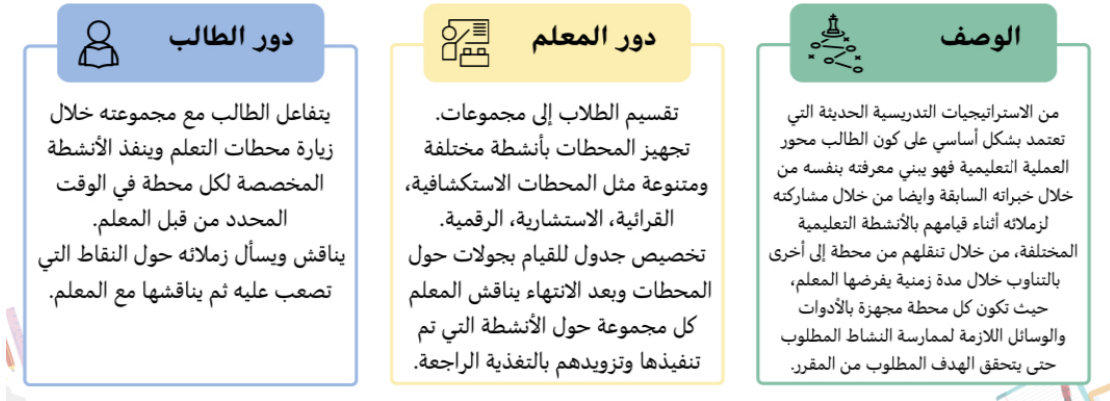 الوصف
من الاستراتيجيات التدريسية الحديثة التي
تعتمد بشكل أساسي على كون الطالب محور
العملية التعليمية فهو يبني معرفته بنفسه من
خلال خبراته السابقة وايضا من خلال مشاركته
لزملائه أثناء قيامهم بالأنشطة التعليمية
المختلفة، من خلال تنقلهم من محطة إلى أخرى
بالتناوب خلال مدة زمنية يفرضها المعلم،
حيث تكون كل محطة مجهزة بالأدوات
والوسائل اللازمة لممارسة النشاط المطلوب
حتى يتحقق الهدف المطلوب من المقرر.
دور المعلم
تقسيم الطلاب إلى مجموعات.
تجهيز المحطات بأنشطة مختلفة
ومتنوعة مثل المحطات الاستكشافية،
القرائية، الاستشارية، الرقمية.
تخصيص جدول للقيام بجولات حول
المحطات وبعد الانتهاء يناقش المعلم
كل مجموعة حول الأنشطة التي تم
تنفيذها وتزويدهم بالتغذية الراجعة.
دور الطالب
يتفاعل الطالب مع مجموعته خلال
زيارة محطات التعلم وينفذ الأنشطة
المخصصة لكل محطة في الوقت
المحدد من قبل المعلم.
يناقش ويسأل زملائه حول النقاط التي
تصعب عليه ثم يناقشها مع المعلم.